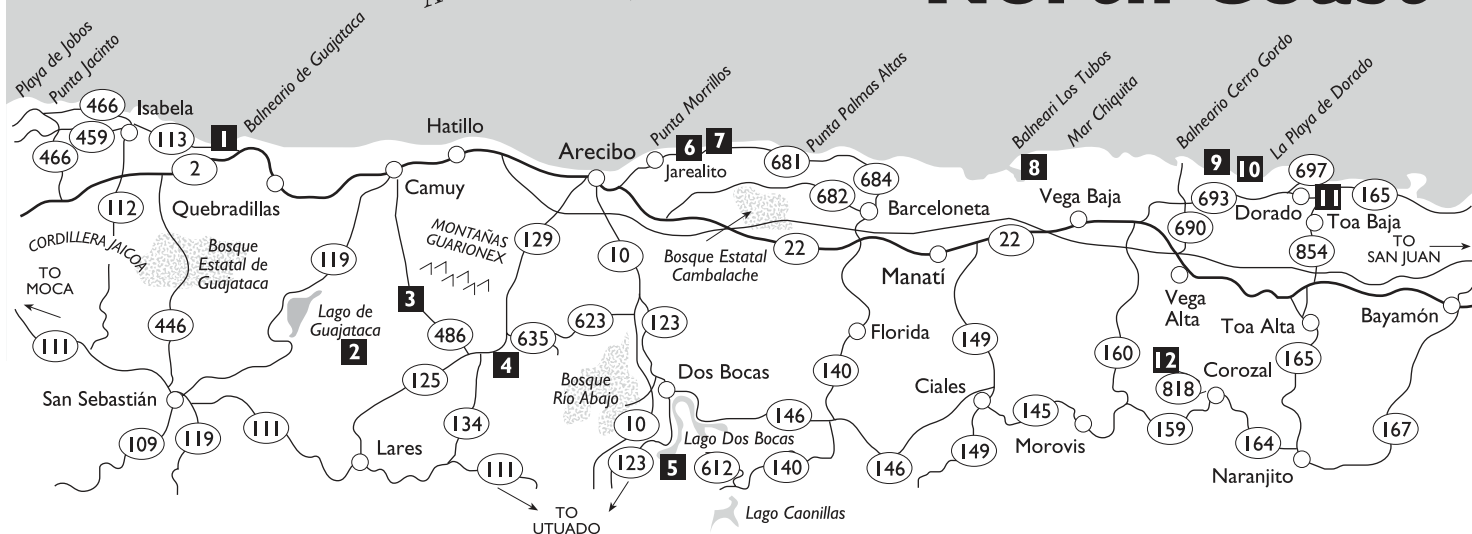 North Coast
Playa de Jobos
Punta Jacinto
Balneario de Guajataca
Punta Morrillos
Punta Palmas Altas
Balneari Los Tubos
Mar Chiquita
Balneario Cerro Gordo
La Playa de Dorado
466
Isabela
459
113
1
466
2
112
Quebradillas
Hatillo
Camuy
Arecibo
6
7
Jarealito
681
684
682
Barceloneta
8
Vega Baja
9
10
697
693
11
165
Dorado
Toa Baja
690
854
TO
SAN JUAN
CORDILLERA JAICOA
TO
MOCA
Bosque
Estatal de
Guajataca
119
MONTAÑAS
GUARIONEX
129
10
Bosque Estatal
Cambalache
22
Manatí
22
Vega
Alta
Toa Alta
Bayamón
3
Lago de
Guajataca
2
111
446
486
4
635
623
123
Florida
149
160
12
165
Corozal
818
125
Bosque
Río Abajo
Dos Bocas
140
Ciales
San Sebastián
109
119
111
134
10
146
Lago Dos Bocas
145
Morovis
159
164
167
Lares
111
123
5
612
140
146
149
Naranjito
TO
UTUADO
Lago Caonillas